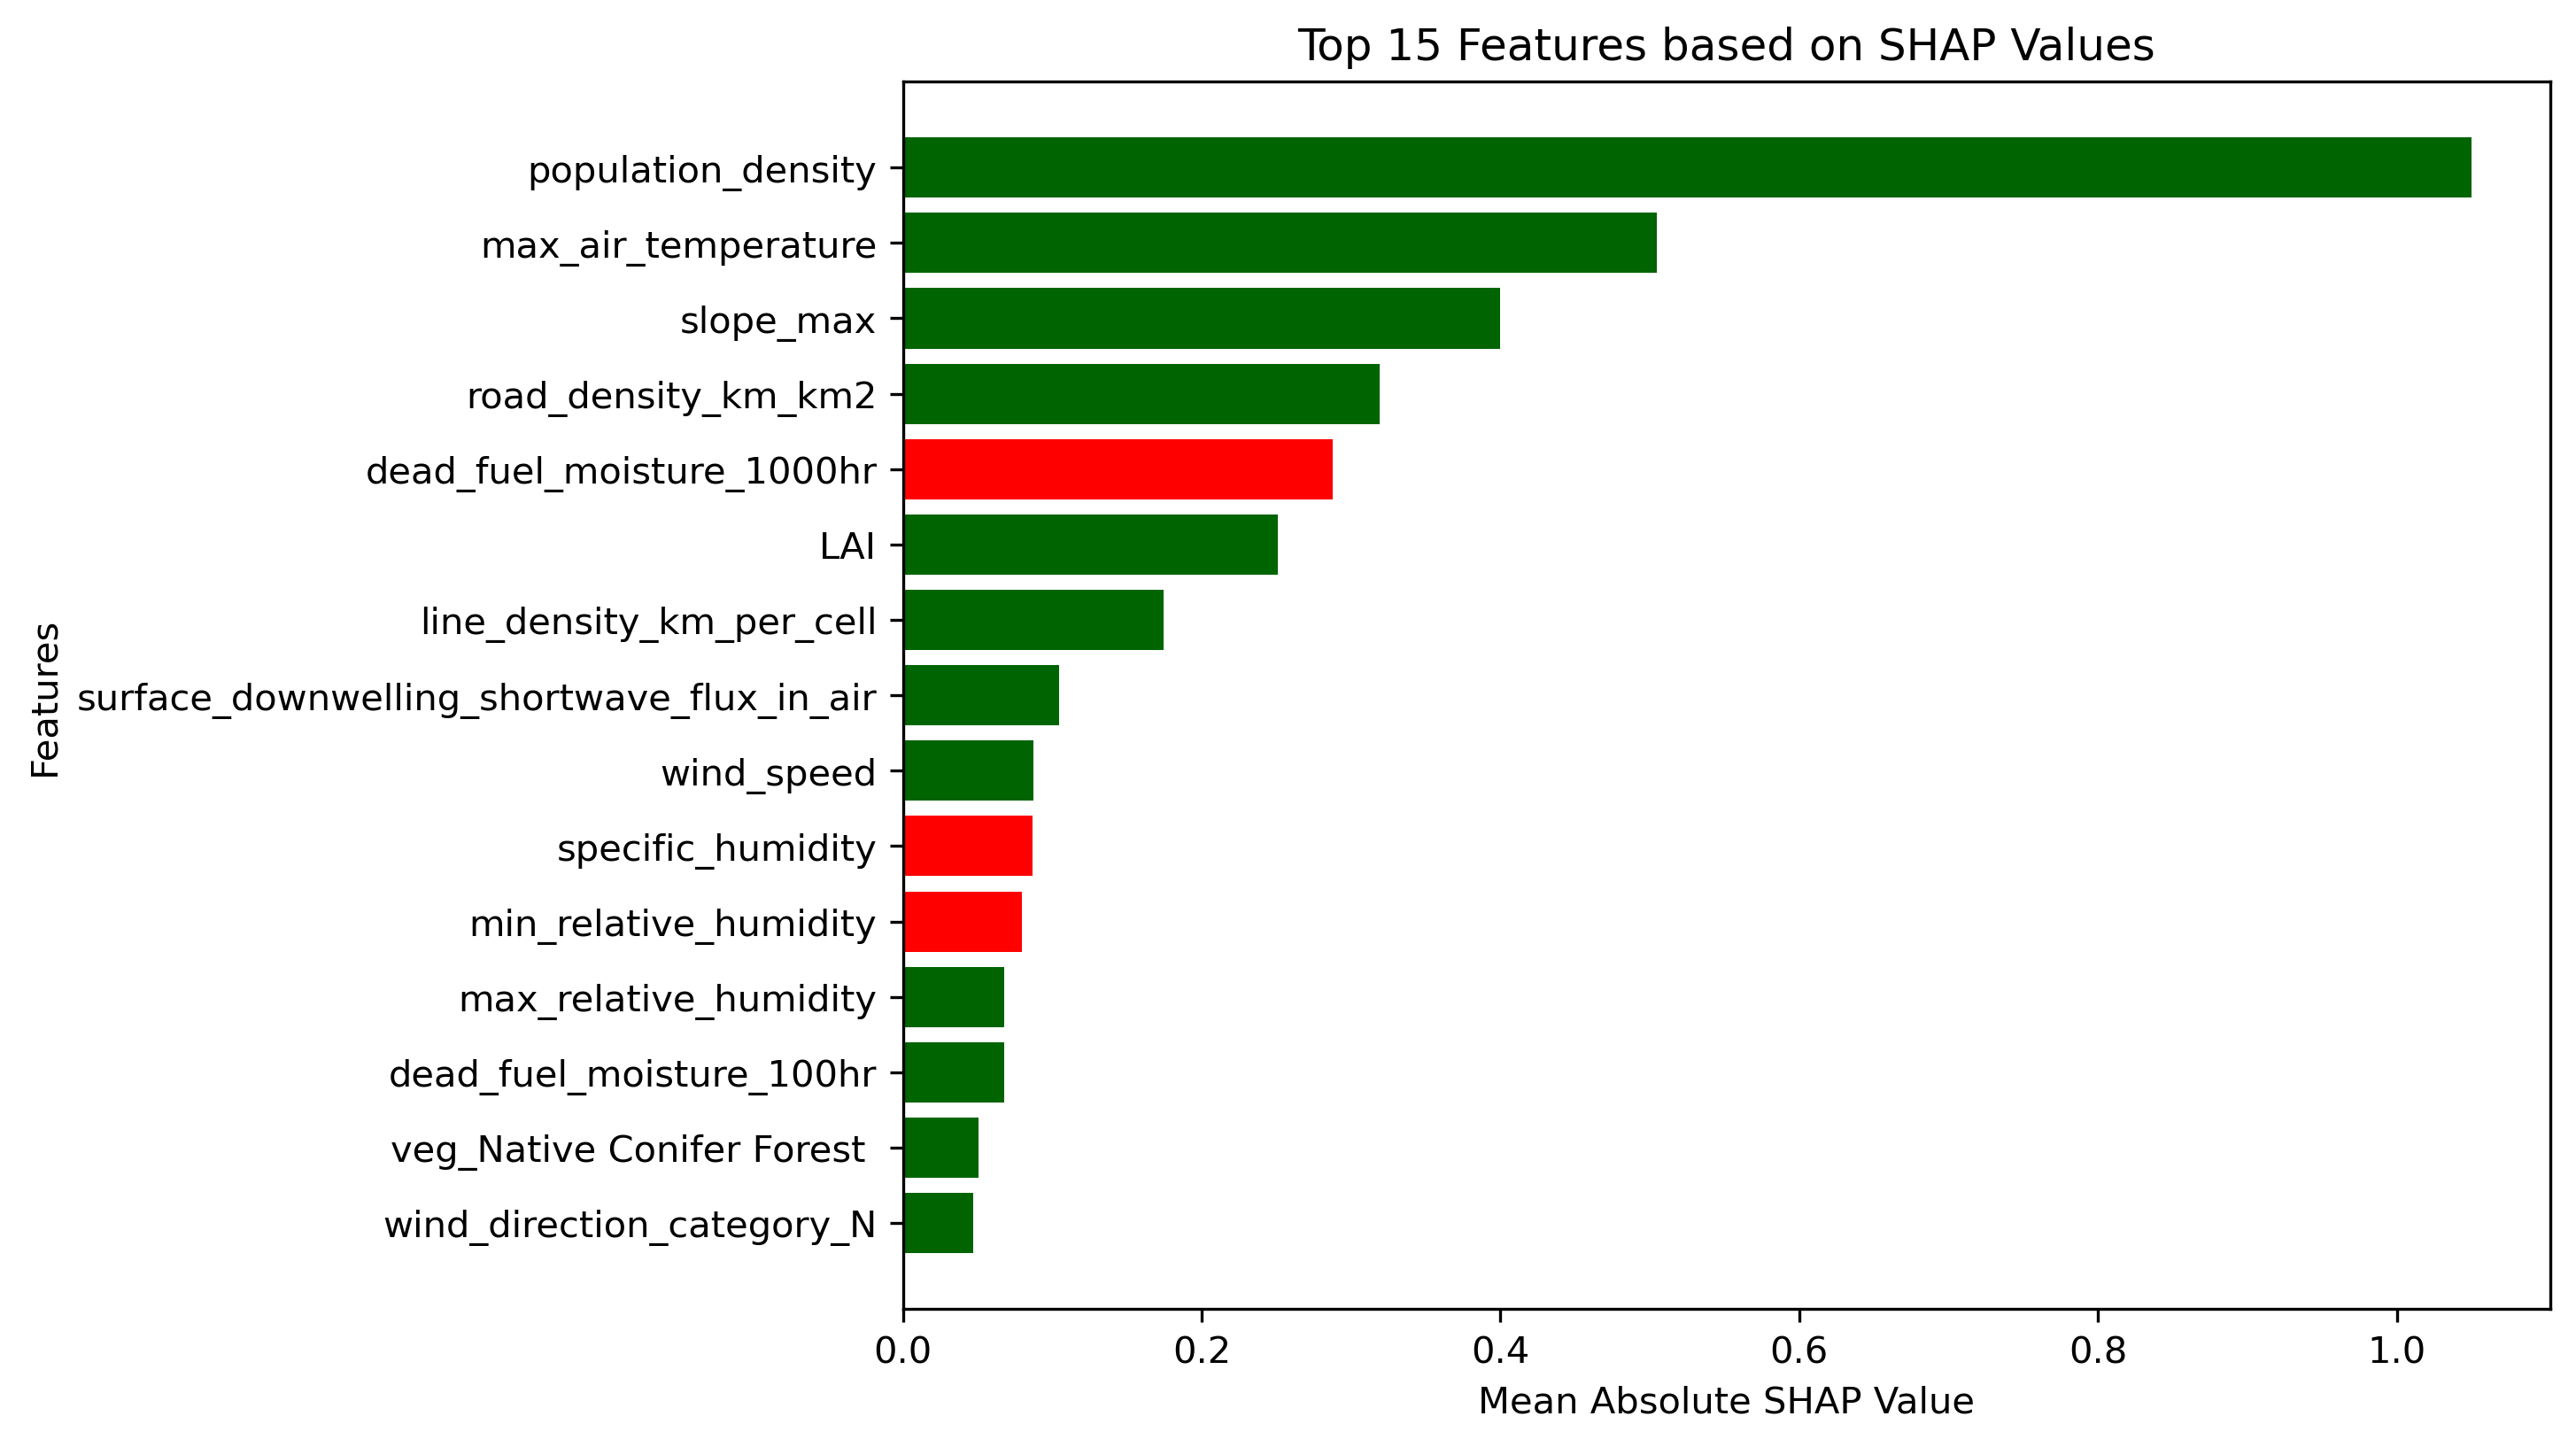 Top 15 Features based on SHAP Values
Features
population_density
max_air_temperature
slope_max
road_density_km_km2
dead_fuel_moisture_1000hr
LAI
line_density_km_per_cell
surface_downwelling_shortwave_flux_in_air
wind_speed
specific_humidity
min_relative_humidity
max_relative_humidity
dead_fuel_moisture_100hr
veg_Native Conifer Forest
wind_direction_category_N
0.0 0.2 0.4 0.6 0.8 1.0
Mean Absolute SHAP Value